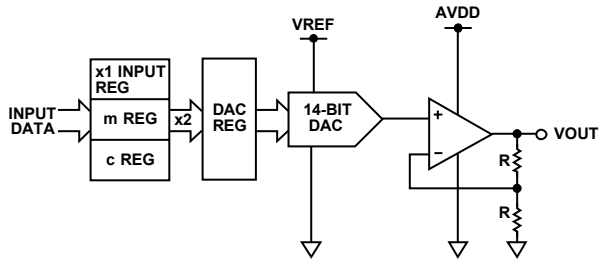 VREF
AVDD
x1 INPUT
REG
INPUT
DATA
m REG
x2
DAC
REG
14-BIT
DAC
+
–
VOUT
R
c REG
R